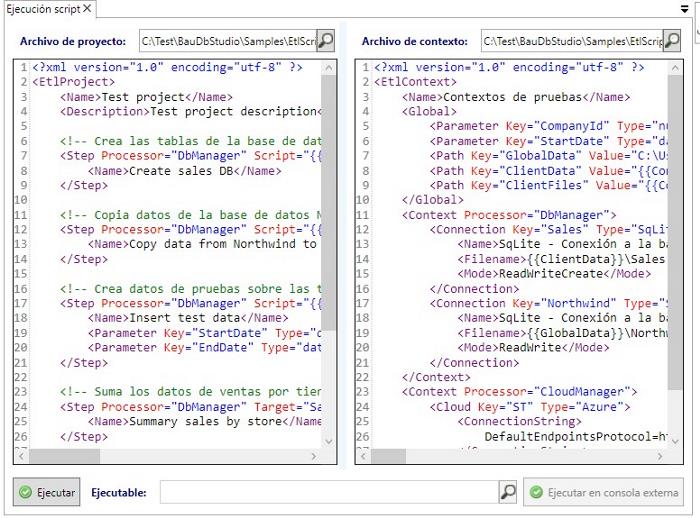 Ejecución script
Archivo de proyecto: C:\Test\BauDbStudio\Samples\EtlScri
1 <?xml version="1.0" encoding="utf-8" ?>
2 <EtlProject>
3 <Name>Test project</Name>
4 <Description>Test project description<
5
6 <!-- Crea las tablas de la base de dat
7 <Step Processor="DbManager" Script="{{
8 <Name>Create sales DB</Name>
9 </Step>
10
11 <!-- Copia datos de la base de datos N
12 <Step Processor="DbManager" Script="{{
13 <Name>Copy data from Northwind to
14 </Step>
15
16 <!-- Crea datos de pruebas sobre las t
17 <Step Processor="DbManager" Script="{{
18 <Name>Insert test data</Name>
19 <Parameter Key="StartDate" Type="d
20 <Parameter Key="EndDate" Type="dat
21 </Step>
22
23 <!-- Suma los datos de ventas por tien
24 <Step Processor="DbManager" Target="Sa
25 <Name>Summary sales by store</Name
26 </Step>
Archivo de contexto: C:\Test\BauDbStudio\Samples\EtlScrip
1 <?xml version="1.0" encoding="utf-8" ?>
2 <EtlContext>
3 <Name>Contextos de pruebas</Name>
4 <Global>
5 <Parameter Key="CompanyId" Type="nu
6 <Parameter Key="StartDate" Type="da
7 <Path Key="GlobalData" Value="C:\Us
8 <Path Key="ClientData" Value="{{Con
9 <Path Key="ClientFiles" Value="{{Co
10 </Global>
11 <Context Processor="DbManager">
12 <Connection Key="Sales" Type="SqLit
13 <Name>SqLite - Conexión a la ba
14 <Filename>{{ClientData}}\Sales
15 <Mode>ReadWriteCreate</Mode>
16 </Connection>
17 <Connection Key="Northwind" Type="S
18 <Name>SqLite - Conexión a la ba
19 <Filename>{{GlobalData}}\Northw
20 <Mode>ReadWrite</Mode>
21 </Connection>
22 </Context>
23 <Context Processor="CloudManager">
24 <Cloud Key="ST" Type="Azure">
25 <ConnectionString>
26 DefaultEndpointsProtocol=ht
Ejecutar Ejecutable: Ejecutar en consola externa